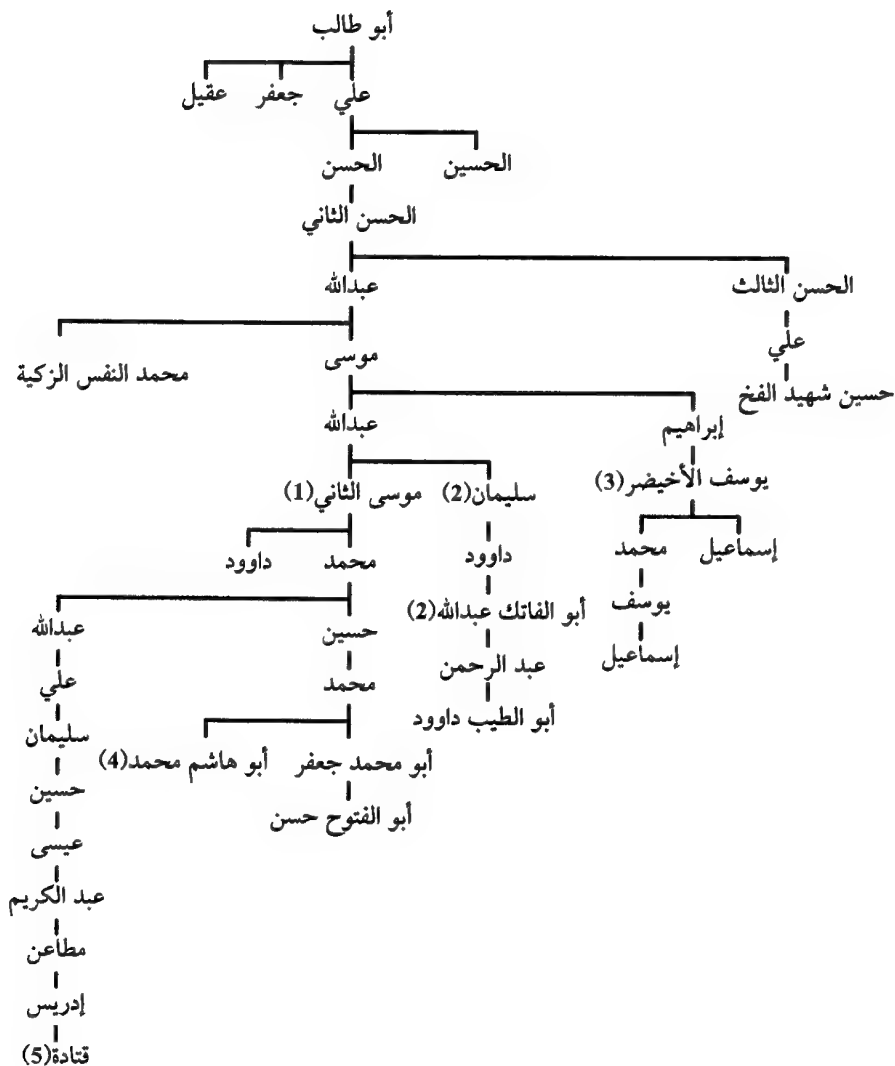 أبو طالب
علي جعفر عقيل
الحسين الحسن
الحسن الثاني
الحسن الثالث عبدالله
علي موسى محمد النفس الزكية
حسين شهيد الفخ
إبراهيم عبدالله
يوسف الأخيضر(3) سليمان(2) موسى الثاني(1)
إسماعيل محمد داوود محمد داوود
يوسف أبو الفاتك عبدالله(2) حسين عبدالله
إسماعيل عبد الرحمن محمد علي
أبو الطيب داوود سليمان
أبو محمد جعفر أبو هاشم محمد(4) حسين
أبو الفتوح حسن عيسى
عبد الكريم
مطاعن
إدريس
قتادة(5)